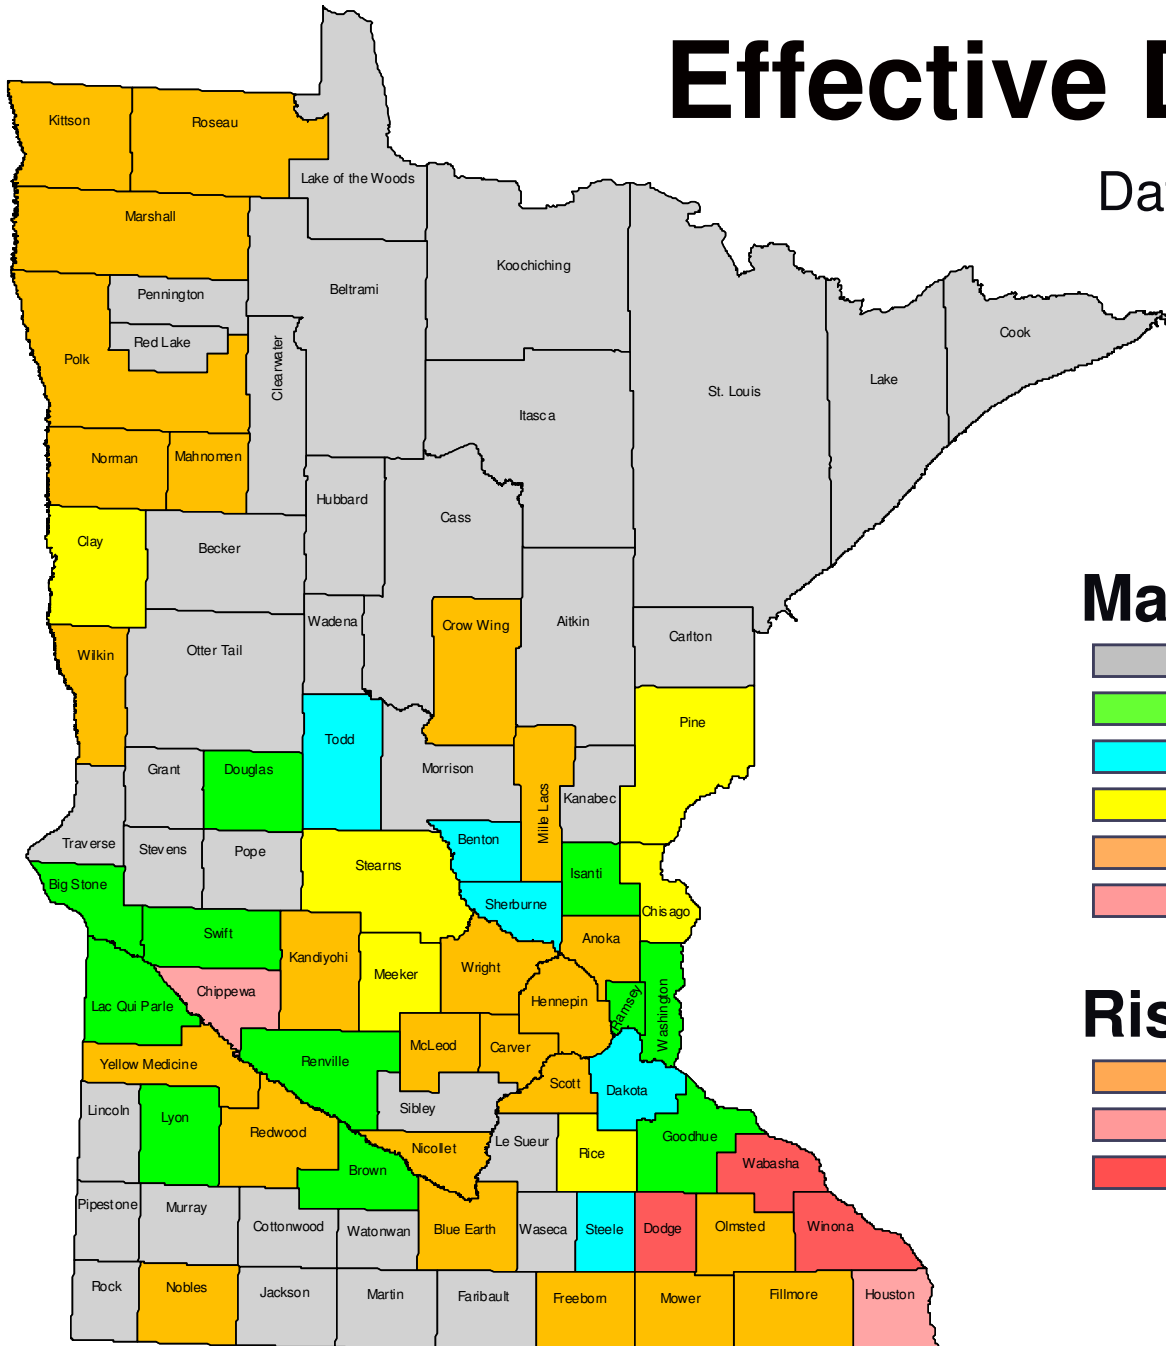 Effective D
Dat
Kittson
Roseau
Lake of the Woods
Marshall
Koochiching
Pennington
Beltrami
Cook
Red Lake
Polk
Clearwater
Lake
St. Louis
Itasca
Norman
Mahnomen
Hubbard
Cass
Clay
Becker
Wadena
Crow Wing
Aitkin
Carlton
Otter Tail
Wilkin
Pine
Todd
Grant
Douglas
Morrison
Kanabec
Mille Lacs
Traverse
Stevens
Pope
Benton
Stearns
Isanti
Big Stone
Sherburne
Chisago
Swift
Anoka
Kandiyohi
Meeker
Wright
Chippewa
Hennepin
Ramsey
Washington
Lac Qui Parle
Yellow Medicine
Renville
McLeod
Carver
Scott
Dakota
Lincoln
Lyon
Sibley
Redwood
Nicollet
Le Sueur
Rice
Goodhue
Brown
Wabasha
Pipestone
Murray
Cottonwood
Watonwan
Blue Earth
Waseca
Steele
Dodge
Olmsted
Winona
Rock
Nobles
Jackson
Martin
Faribault
Freeborn
Mower
Fillmore
Houston
Ma
Ris